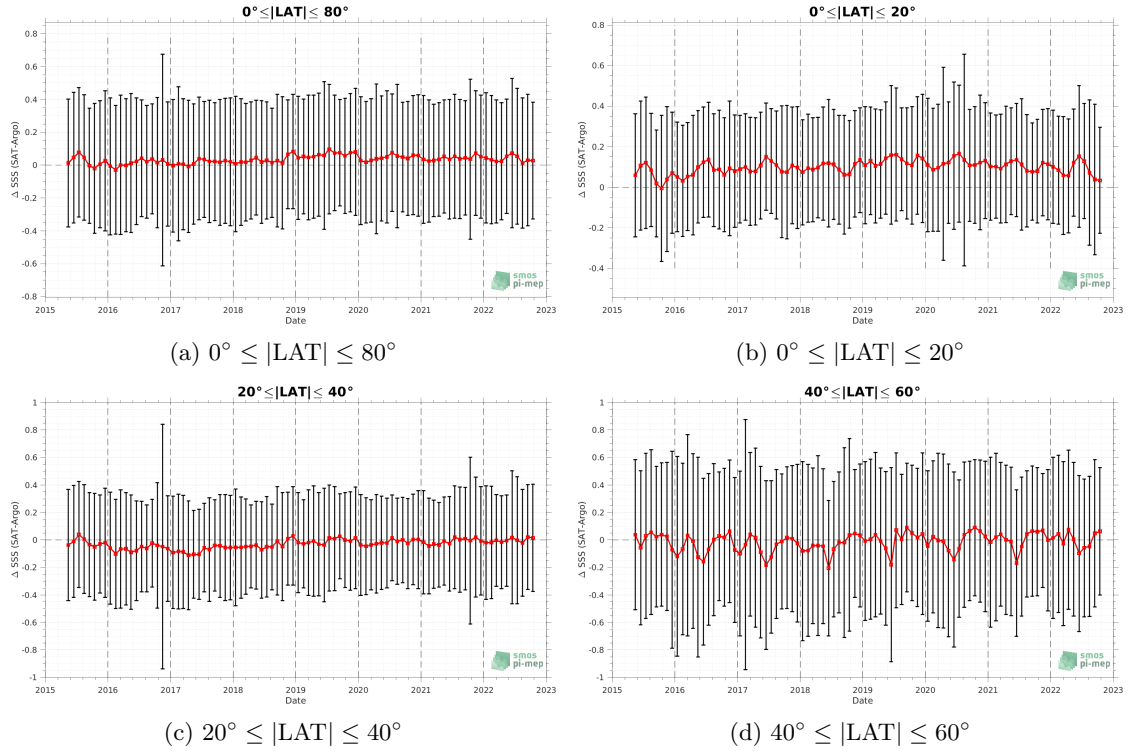 0°≤|LAT|≤ 80°
Δ SSS (SAT-Argo)
0.8
0.6
0.4
0.2
0
-0.2
-0.4
-0.6
-0.8
2015 2016 2017 2018 2019 2020 2021 2022 2023
Date
smos
pi-mep
(a) 0° ≤ |LAT| ≤ 80°
0°≤|LAT|≤ 20°
Δ SSS (SAT-Argo)
0.8
0.6
0.4
0.2
0
-0.2
-0.4
2015 2016 2017 2018 2019 2020 2021 2022 2023
Date
smos
pi-mep
(b) 0° ≤ |LAT| ≤ 20°
20°≤|LAT|≤ 40°
Δ SSS (SAT-Argo)
1
0.8
0.6
0.4
0.2
0
-0.2
-0.4
-0.6
-0.8
-1
2015 2016 2017 2018 2019 2020 2021 2022 2023
Date
smos
pi-mep
(c) 20° ≤ |LAT| ≤ 40°
40°≤|LAT|≤ 60°
Δ SSS (SAT-Argo)
1
0.8
0.6
0.4
0.2
0
-0.2
-0.4
-0.6
-0.8
-1
2015 2016 2017 2018 2019 2020 2021 2022 2023
Date
smos
pi-mep
(d) 40° ≤ |LAT| ≤ 60°